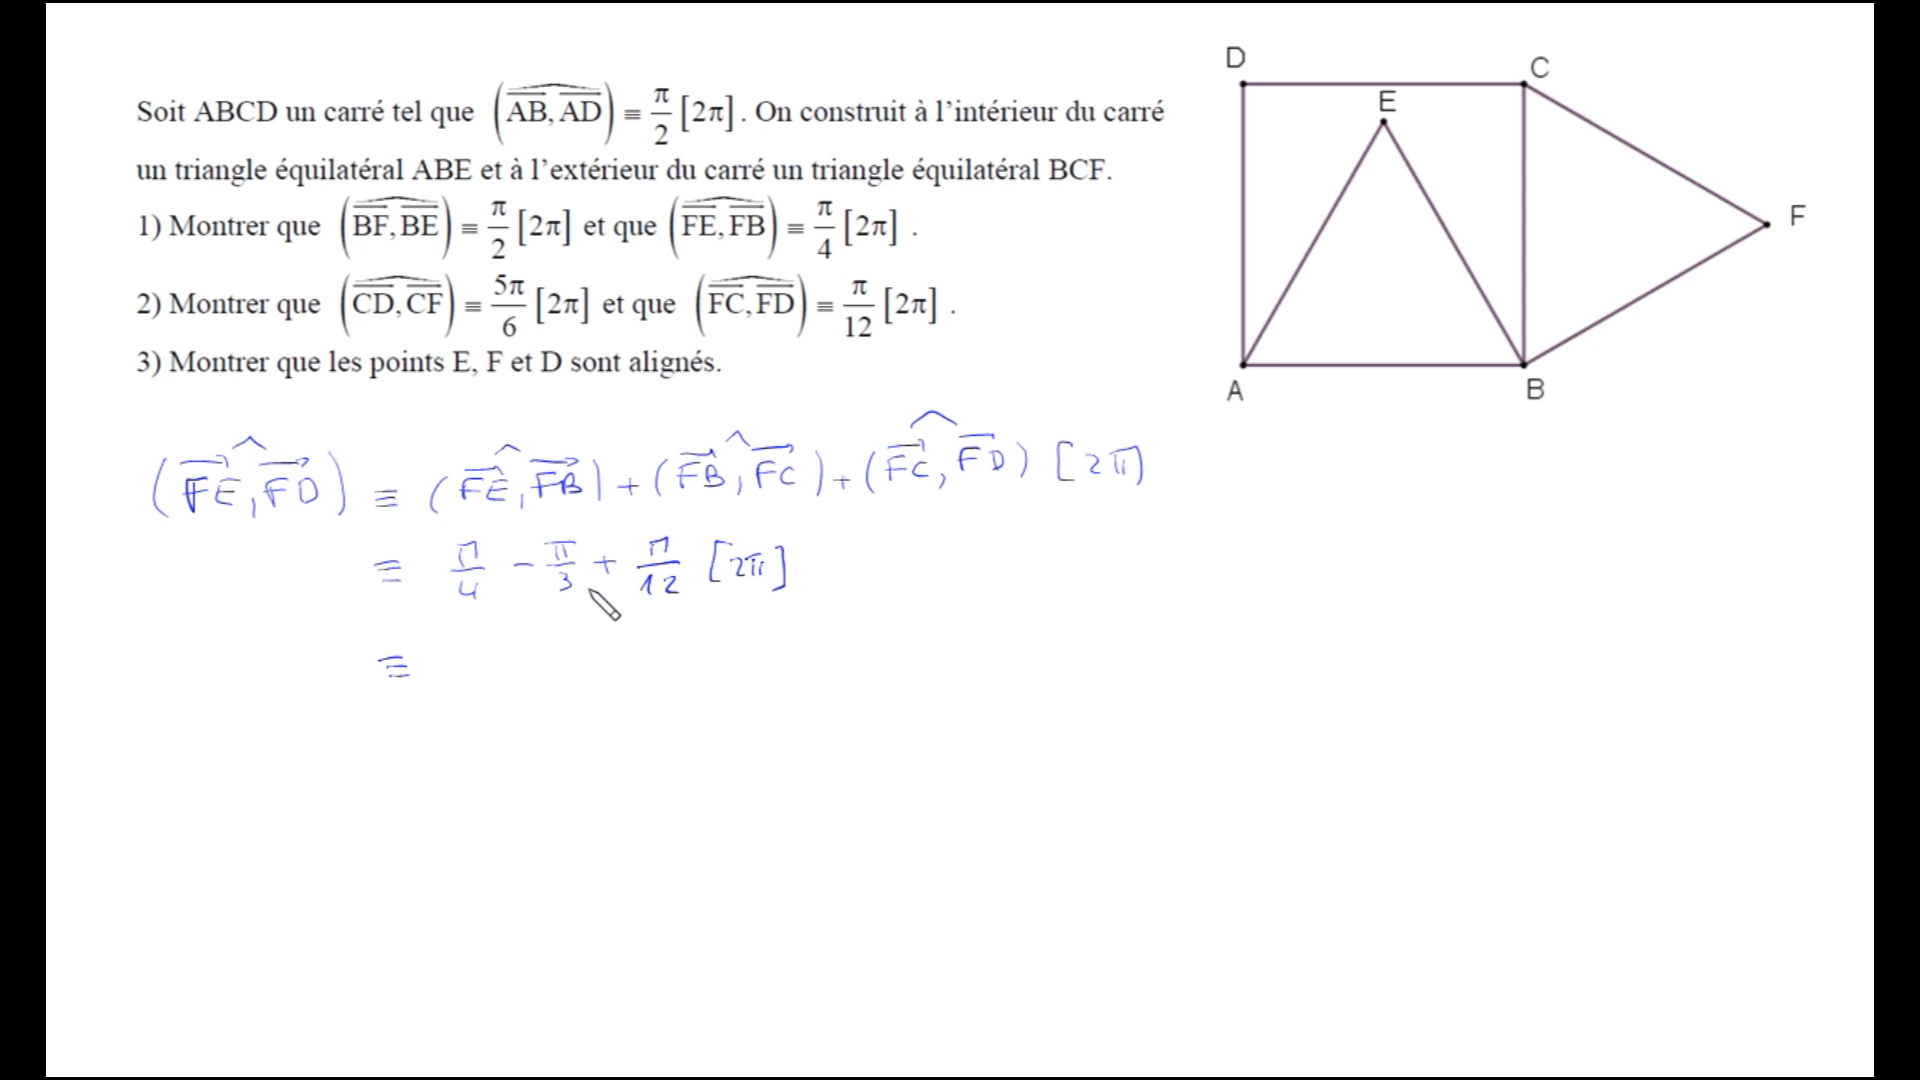 Soit ABCD un carré tel que (AB, AD) ≡ π/2 [2π]. On construit à l'intérieur du carré
un triangle équilatéral ABE et à l'extérieur du carré un triangle équilatéral BCF.
1) Montrer que (BF, BE) ≡ π/2 [2π] et que (FE, FB) ≡ π/4 [2π] .
2) Montrer que (CD, CF) ≡ 5π/6 [2π] et que (FC, FD) ≡ π/12 [2π] .
3) Montrer que les points E, F et D sont alignés.
D
C
E
F
A
B
(FE, FD) ≡ (FE, FB) + (FB, FC) + (FC, FD) [2π]
≡ π/4 - π/3 + π/12 [2π]
≡